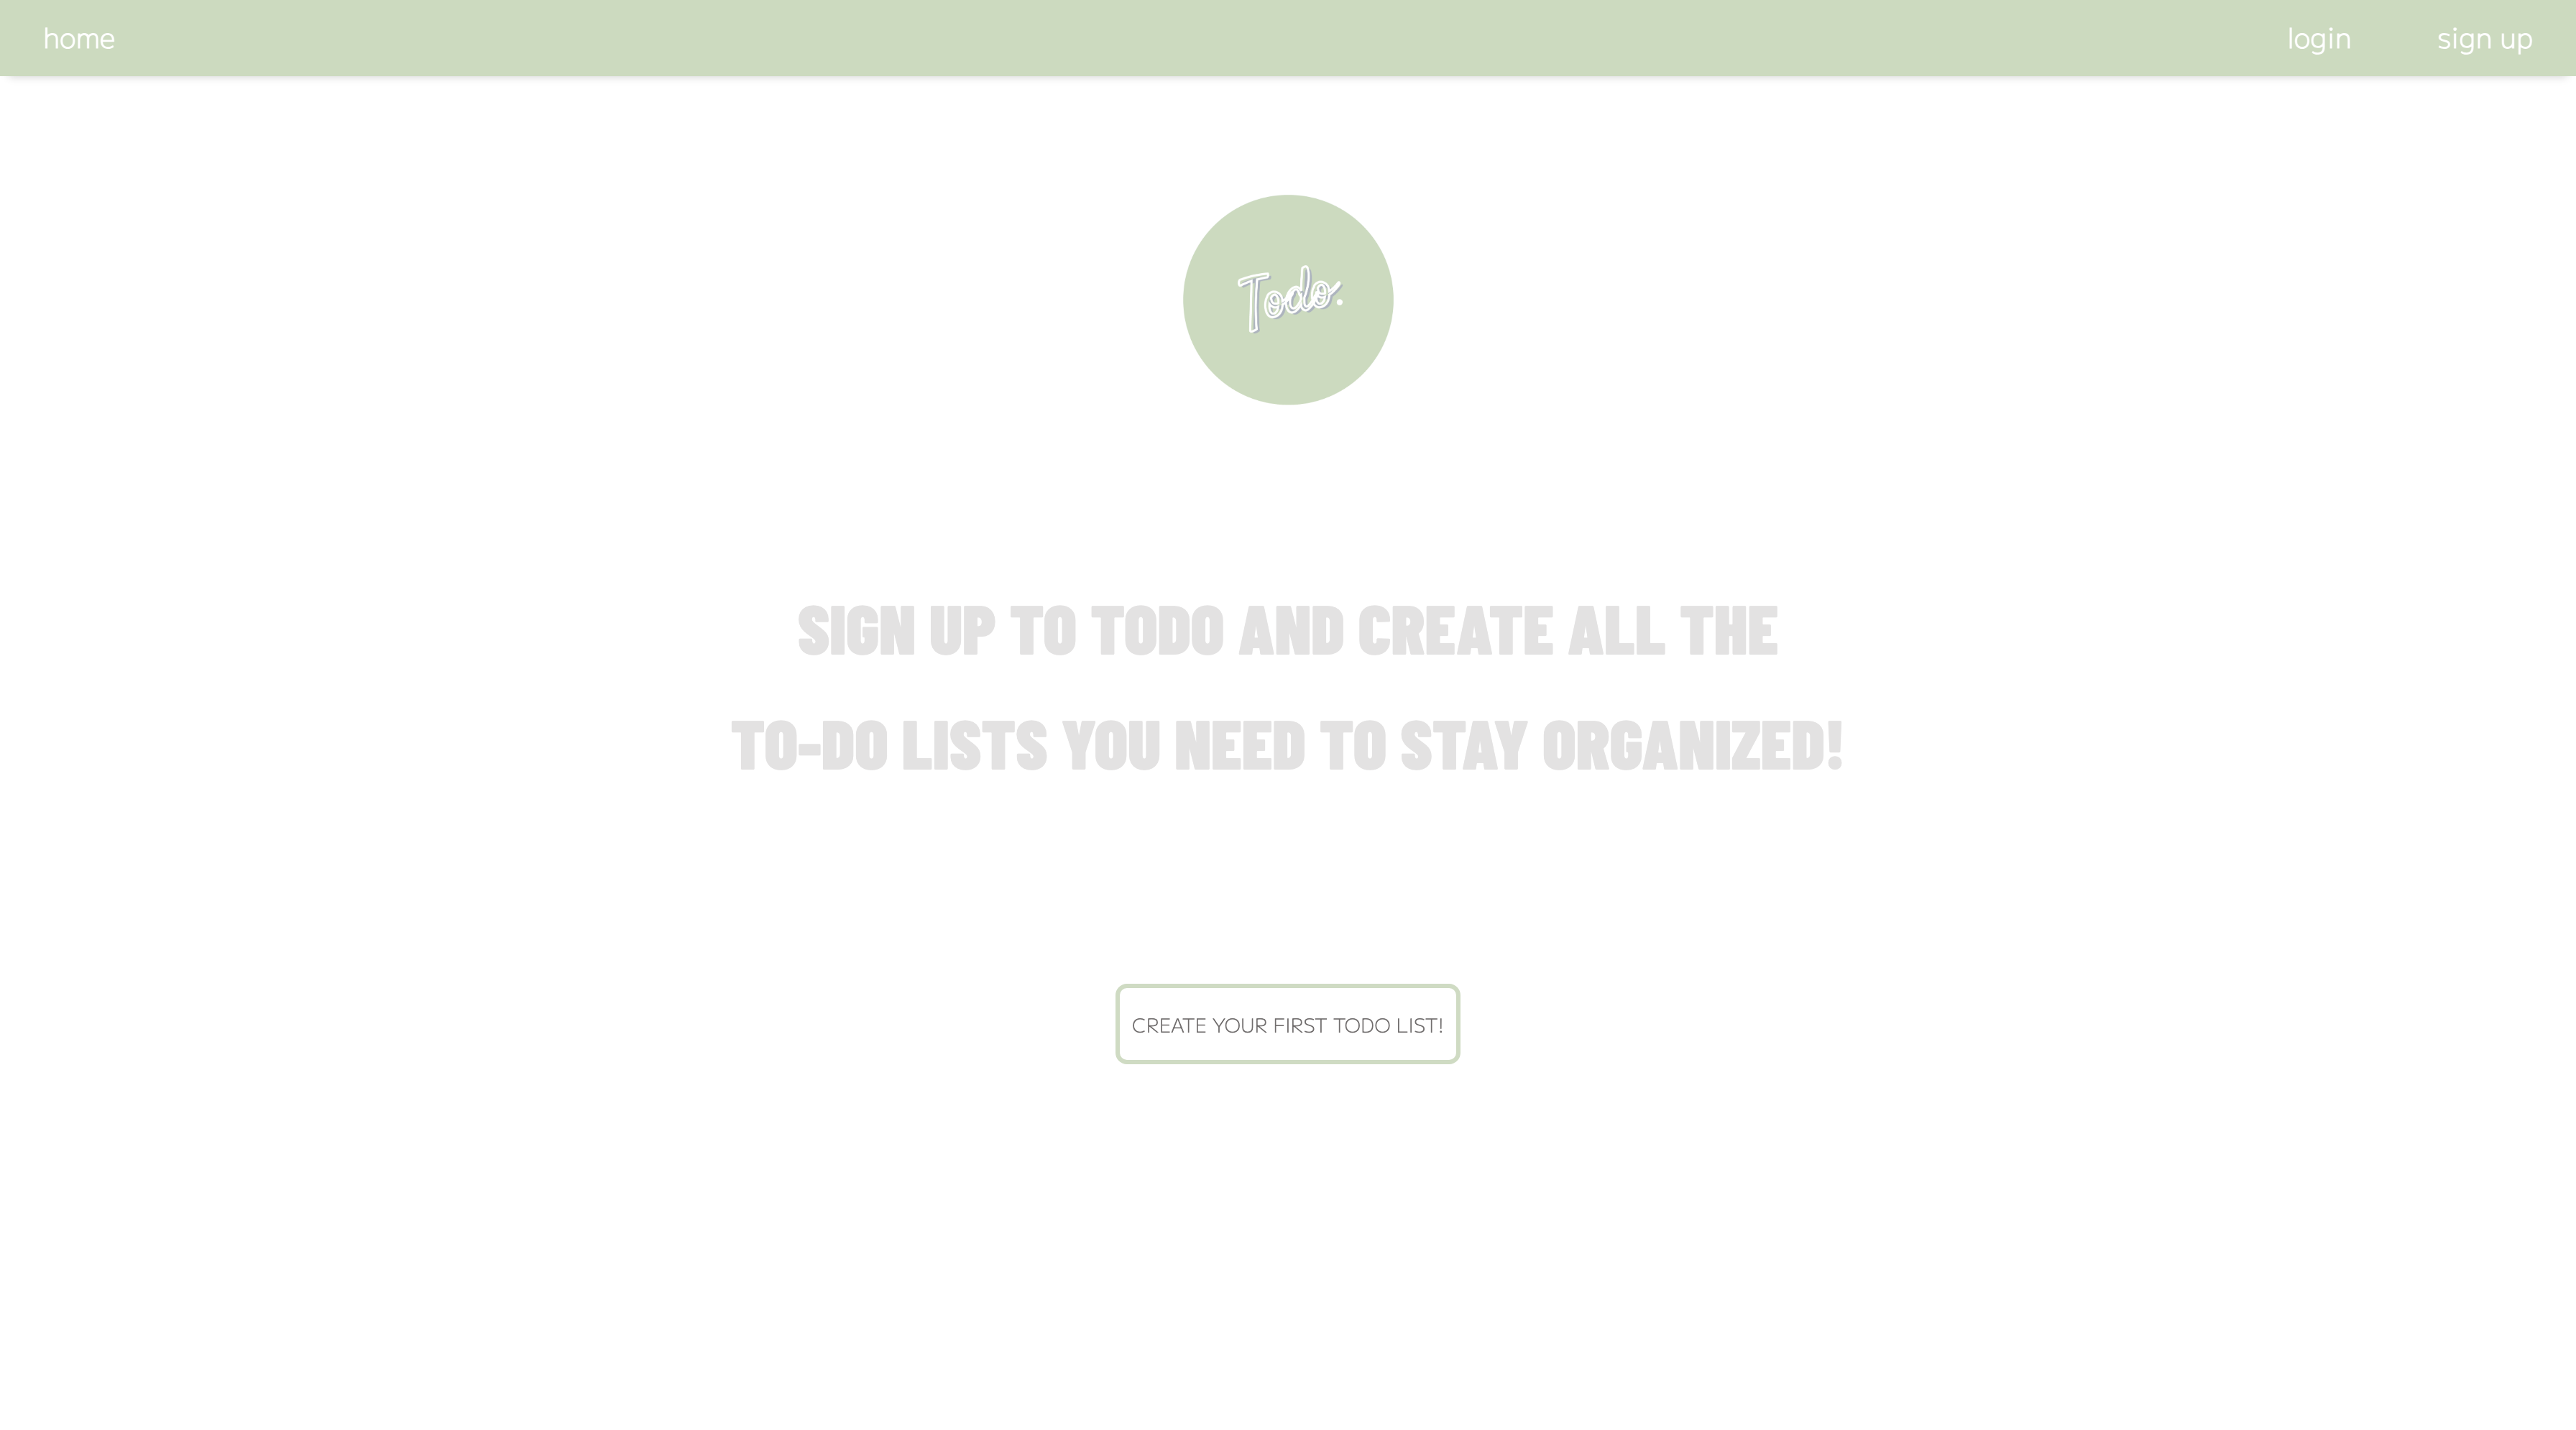 home
login
sign up
Todo.
SIGN UP TO TODO AND CREATE ALL THE
TO-DO LISTS YOU NEED TO STAY ORGANIZED!
CREATE YOUR FIRST TODO LIST!